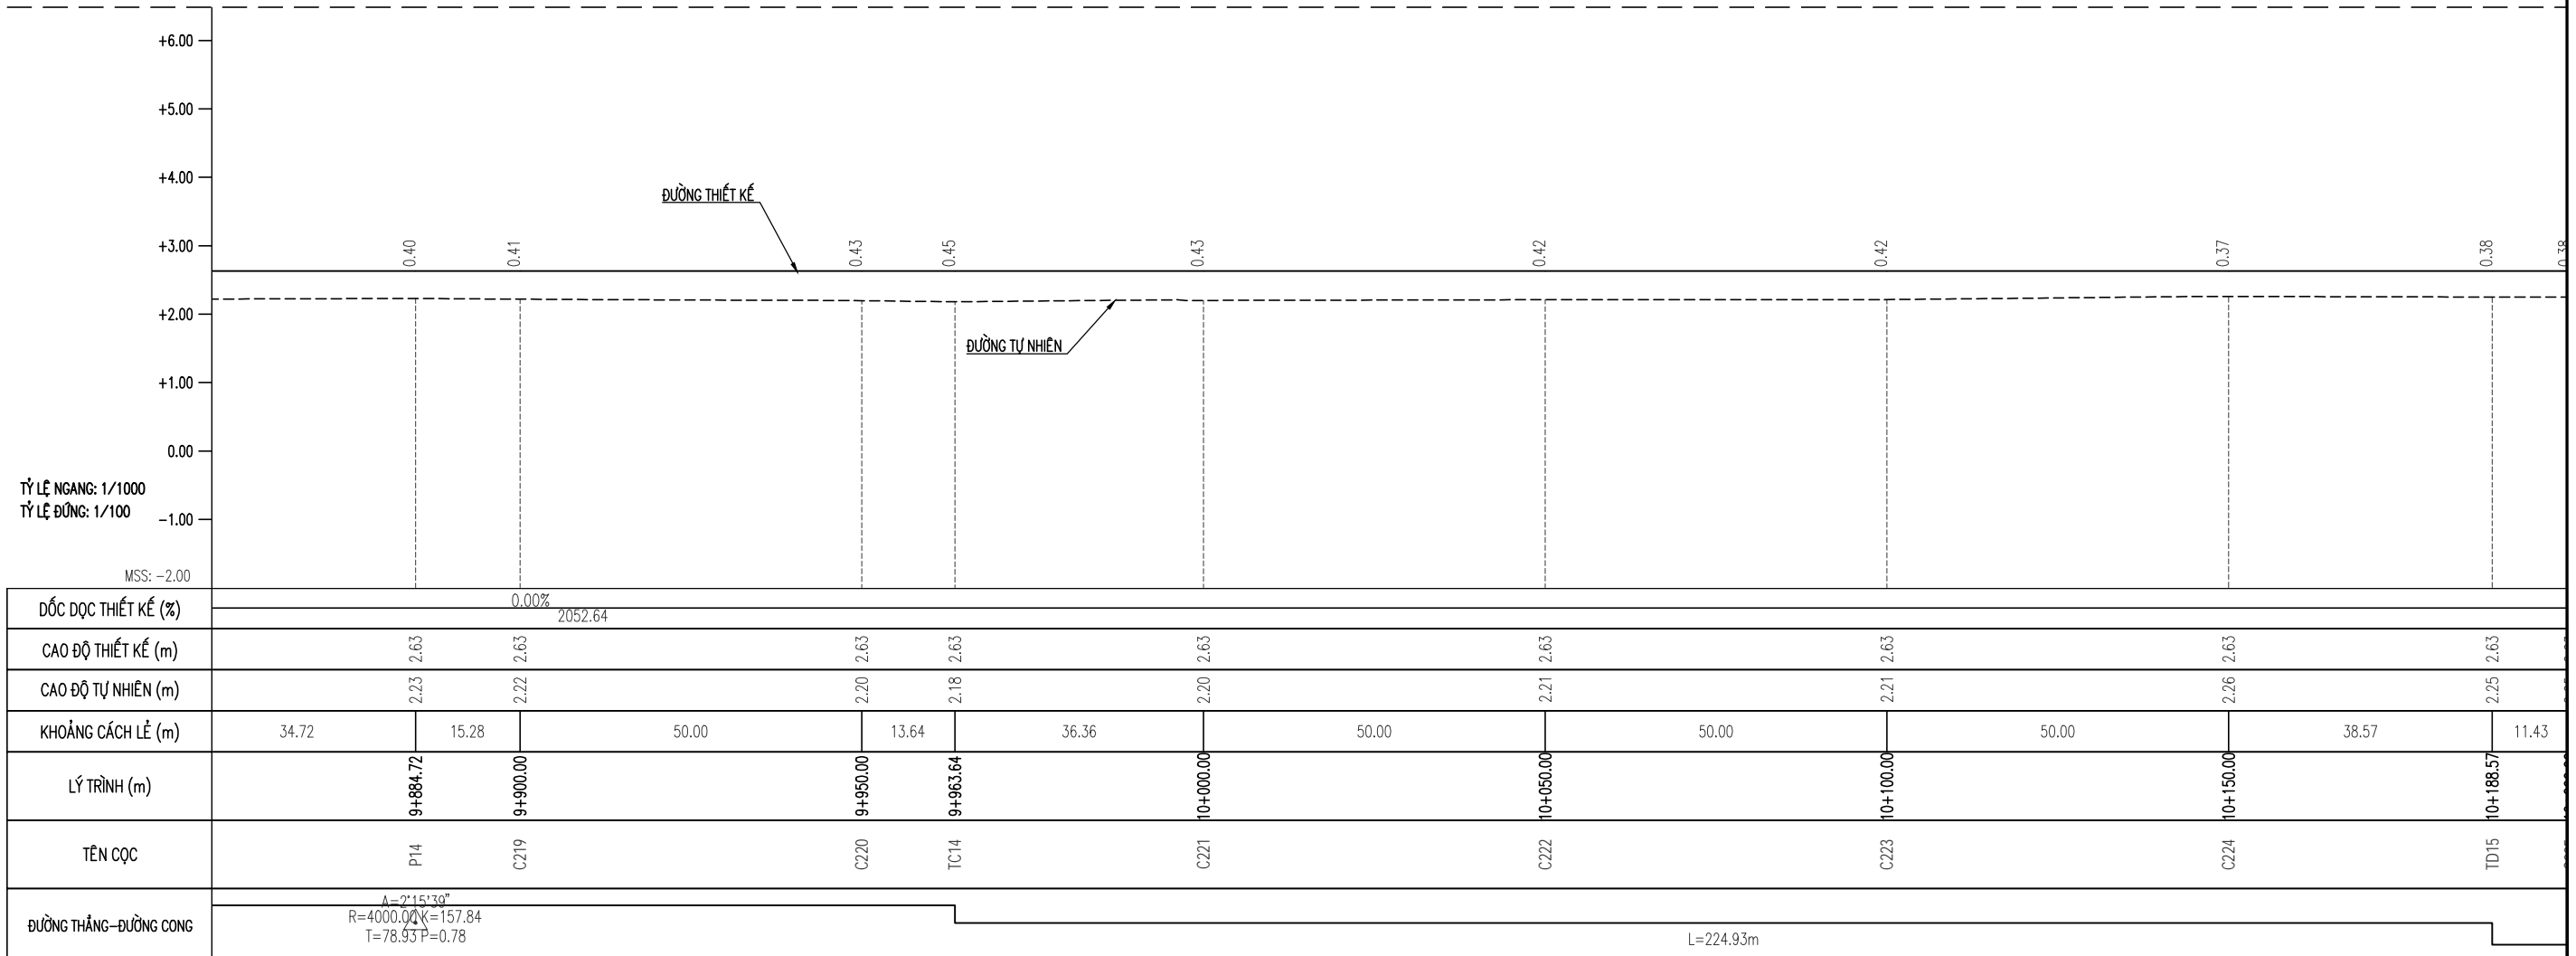 +6.00
+5.00
+4.00
ĐƯỜNG THIẾT KẾ
+3.00
0.40 0.41 0.43 0.45 0.43 0.42 0.42 0.37 0.38 0.38
+2.00
ĐƯỜNG TỰ NHIÊN
+1.00
0.00
TỶ LỆ NGANG: 1/1000
TỶ LỆ ĐỨNG: 1/100
-1.00
MSS: -2.00
DỐC DỌC THIẾT KẾ (%) 0.00% 2052.64
CAO ĐỘ THIẾT KẾ (m) 2.63 2.63 2.63 2.63 2.63 2.63 2.63 2.63 2.63
CAO ĐỘ TỰ NHIÊN (m) 2.23 2.22 2.20 2.18 2.20 2.21 2.21 2.26 2.25
KHOẢNG CÁCH LẺ (m) 34.72 15.28 50.00 13.64 36.36 50.00 50.00 50.00 38.57 11.43
LÝ TRÌNH (m) 9+884.72 9+900.00 9+950.00 9+963.64 10+000.00 10+050.00 10+100.00 10+150.00 10+188.57
TÊN CỌC P14 C219 C220 TC14 C221 C222 C223 C224 TD15
ĐƯỜNG THẲNG-ĐƯỜNG CONG
A=2°15'39"
R=4000.00 K=157.84
T=78.93 P=0.78
L=224.93m